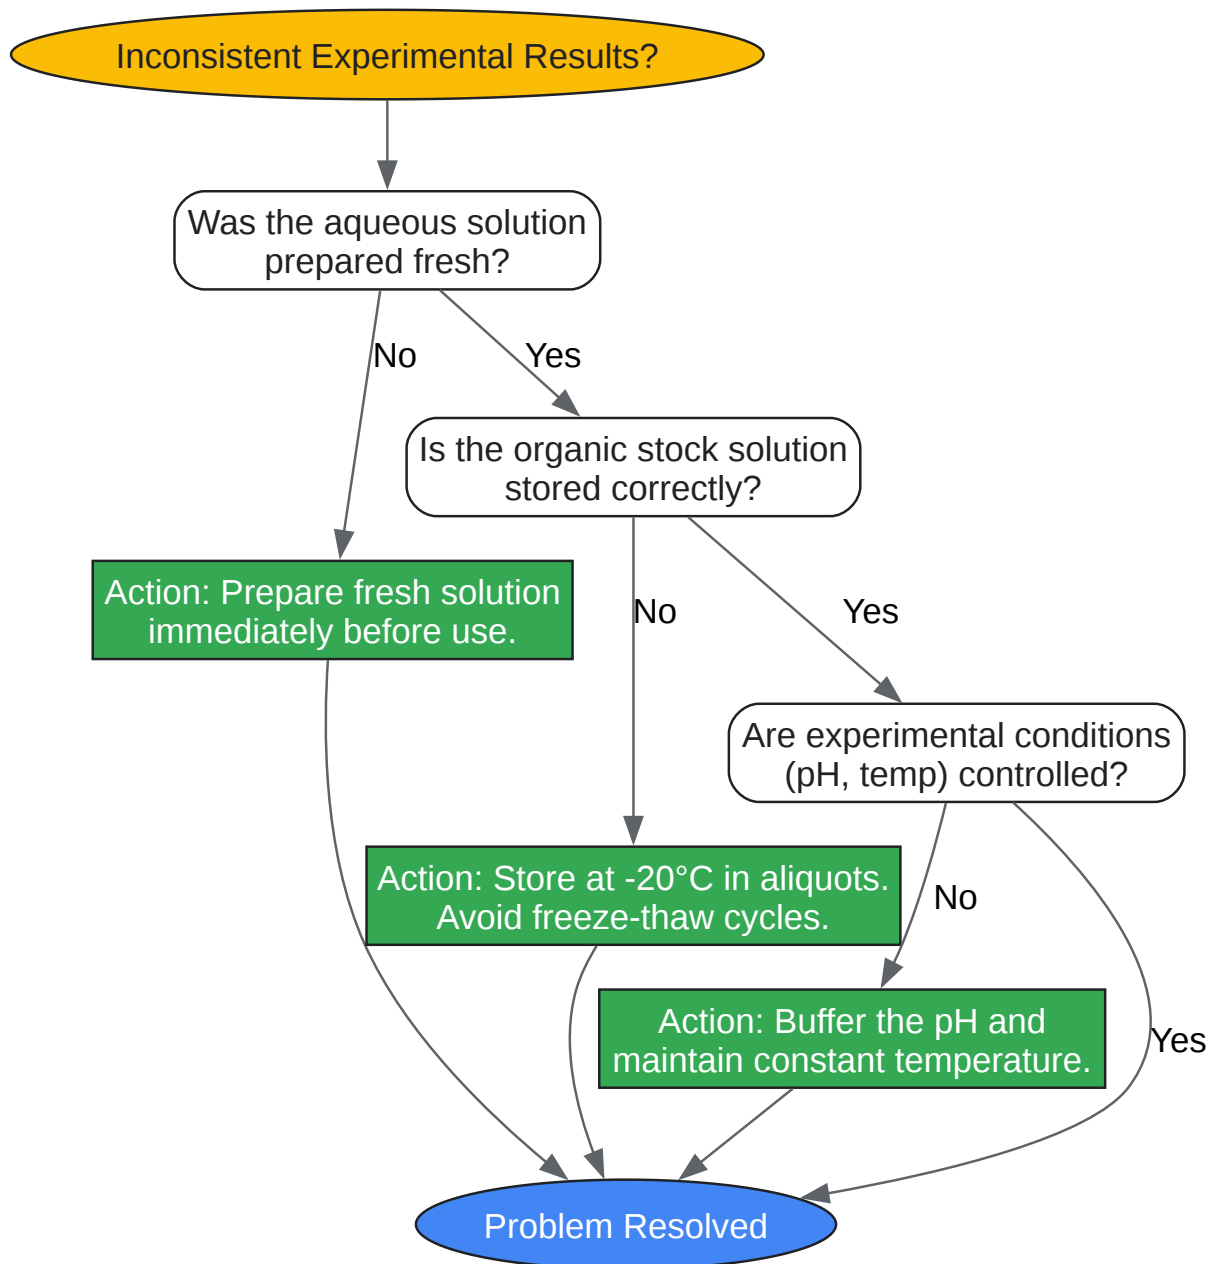 Inconsistent Experimental Results?
Was the aqueous solution
prepared fresh?
No
Yes
Is the organic stock solution
stored correctly?
Action: Prepare fresh solution
immediately before use.
No
Yes
Are experimental conditions
(pH, temp) controlled?
Action: Store at -20°C in aliquots.
Avoid freeze-thaw cycles.
No
Action: Buffer the pH and
maintain constant temperature.
Yes
Problem Resolved